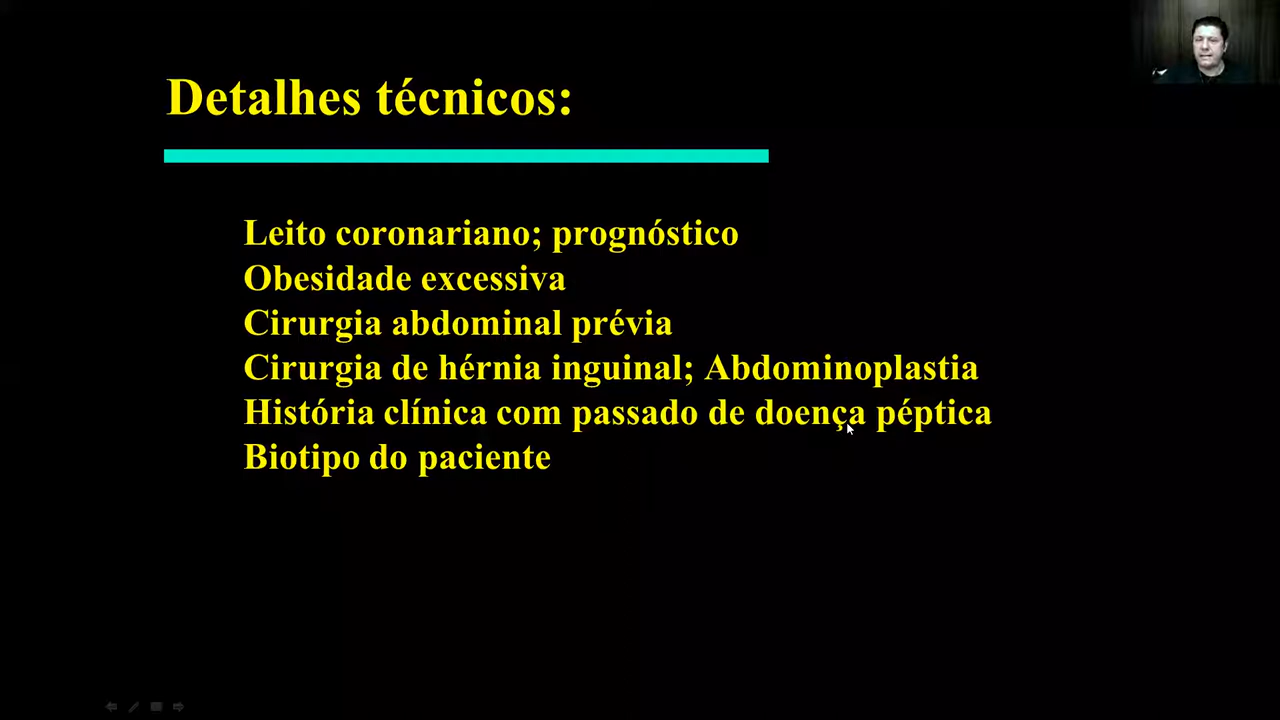 Detalhes técnicos:
Leito coronariano; prognóstico
Obesidade excessiva
Cirurgia abdominal prévia
Cirurgia de hérnia inguinal; Abdominoplastia
História clínica com passado de doença péptica
Biotipo do paciente